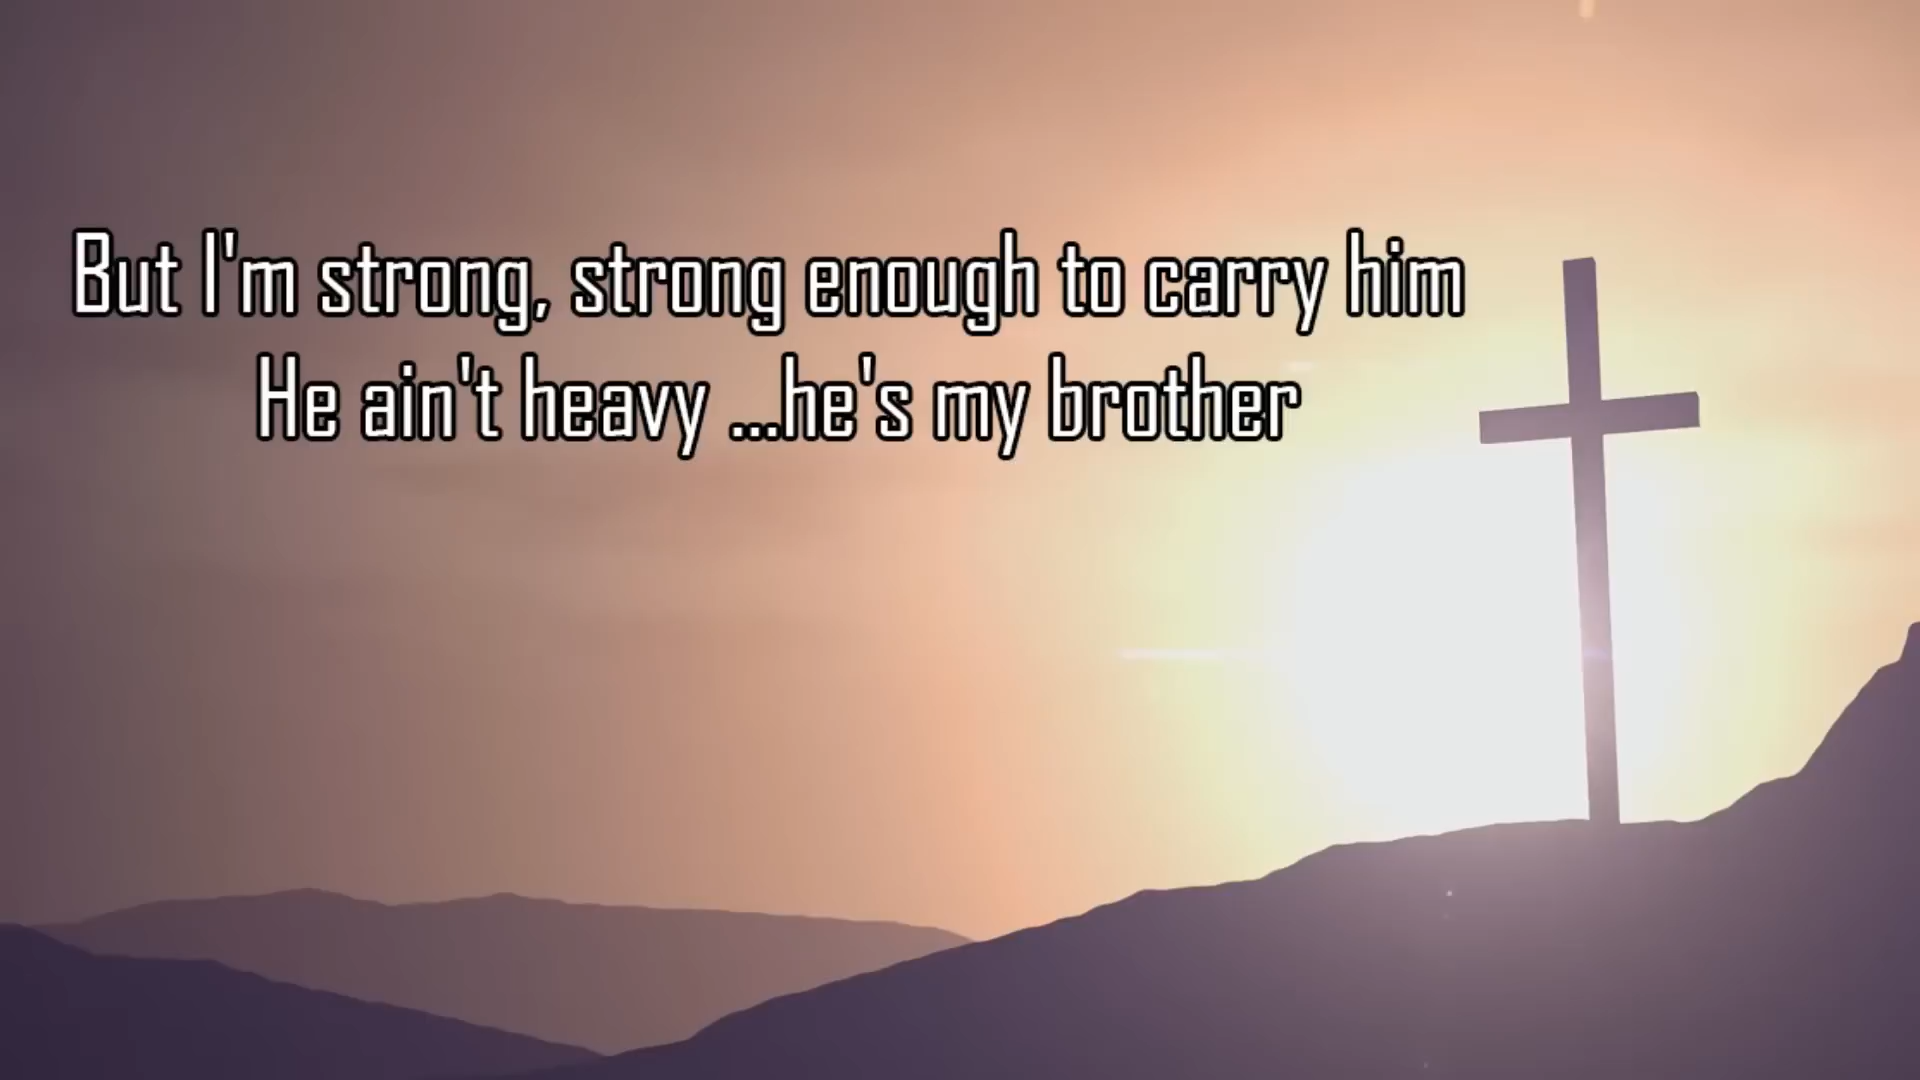 But I'm strong, strong enough to carry him
He ain't heavy ...he's my brother